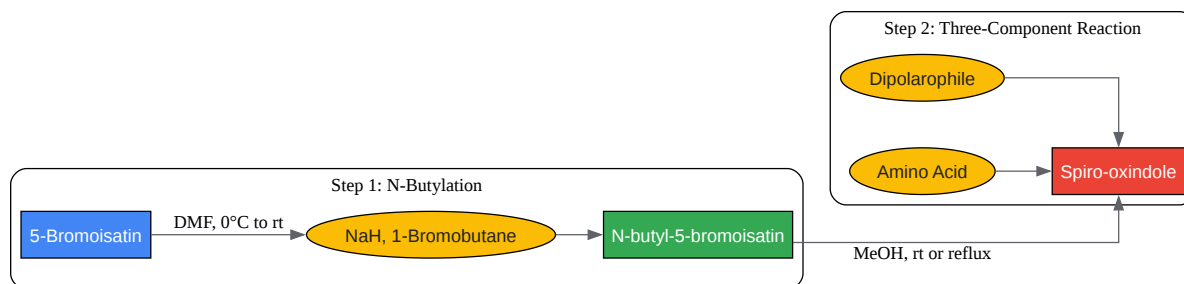 Step 2: Three-Component Reaction
Dipolarophile
Amino Acid
Spiro-oxindole
Step 1: N-Butylation
5-Bromoisatin
DMF, 0°C to rt
NaH, 1-Bromobutane
N-butyl-5-bromoisatin
MeOH, rt or reflux